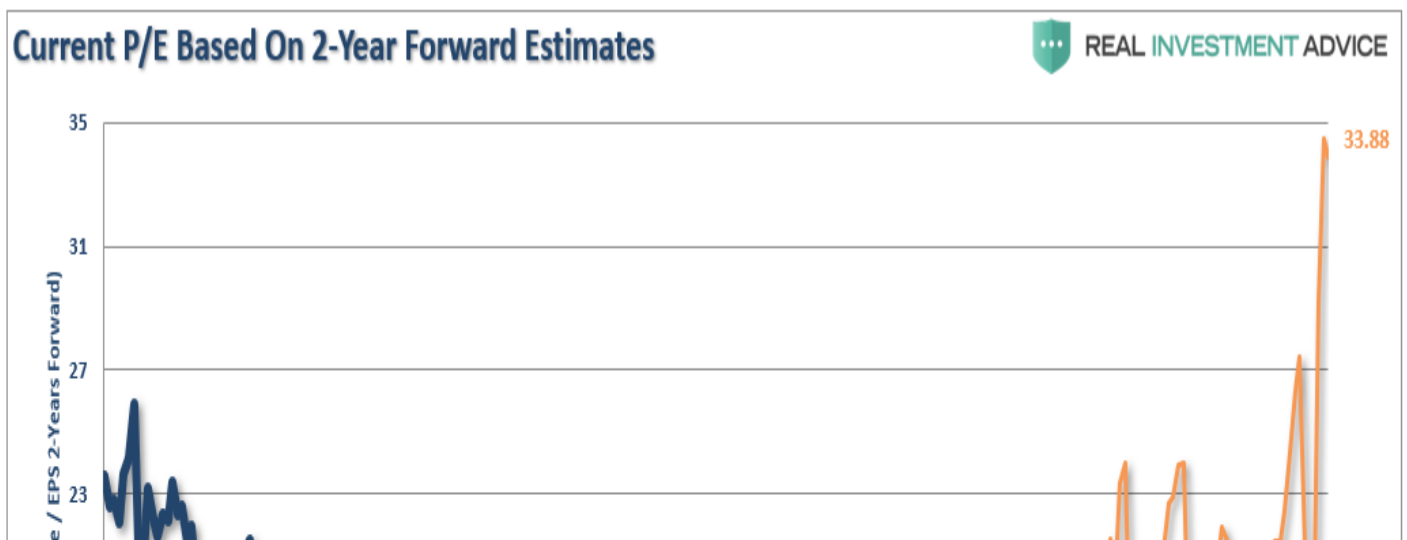 Current P/E Based On 2-Year Forward Estimates
REAL INVESTMENT ADVICE
35
33.88
31
27
23
/ EPS 2-Years Forward)